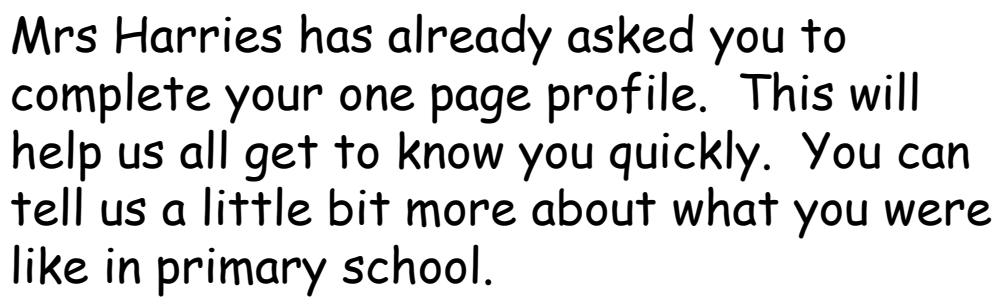 Mrs Harries has already asked you to
complete your one page profile.  This will
help us all get to know you quickly.  You can
tell us a little bit more about what you were
like in primary school.